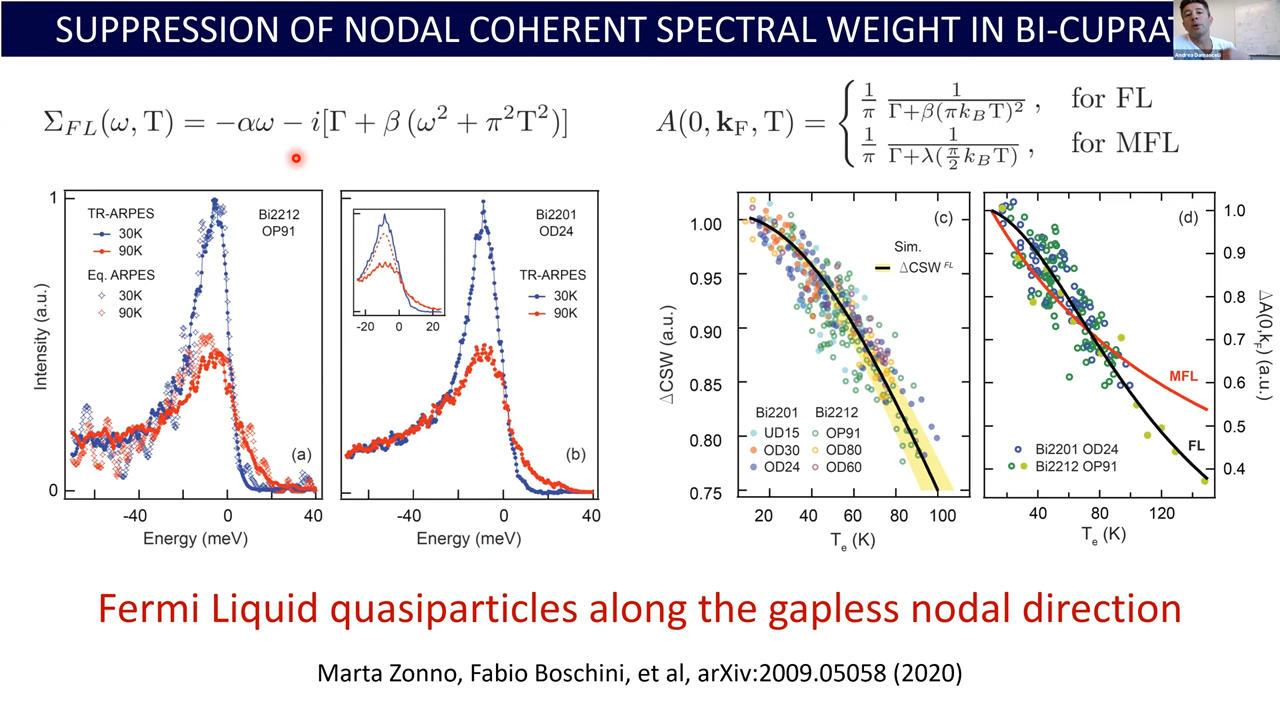 SUPPRESSION OF NODAL COHERENT SPECTRAL WEIGHT IN BI-CUPRAT
Andrea Damascelli
Σ_FL(ω,T) = −αω − i[Γ + β(ω² + π²T²)]
A(0,k_F,T) = { 1/π 1/(Γ+β(πk_BT)²) , for FL
1/π 1/(Γ+λ(π/2 k_BT)) , for MFL
Intensity (a.u.)
1
0
TR-ARPES
30K
90K
Eq. ARPES
30K
90K
Bi2212
OP91
(a)
-40 0 40
Energy (meV)
-20 0 20
Bi2201
OD24
TR-ARPES
30K
90K
(b)
-40 0 40
Energy (meV)
ΔCSW (a.u.)
1.00
0.95
0.90
0.85
0.80
0.75
(c)
Sim.
ΔCSW^FL
Bi2201 Bi2212
UD15 OP91
OD30 OD80
OD24 OD60
20 40 60 80 100
T_e (K)
(d)
MFL
FL
Bi2201 OD24
Bi2212 OP91
40 80 120
T_e (K)
1.0
0.9
0.8
0.7
0.6
0.5
0.4
ΔA(0,k_F) (a.u.)
Fermi Liquid quasiparticles along the gapless nodal direction
Marta Zonno, Fabio Boschini, et al, arXiv:2009.05058 (2020)